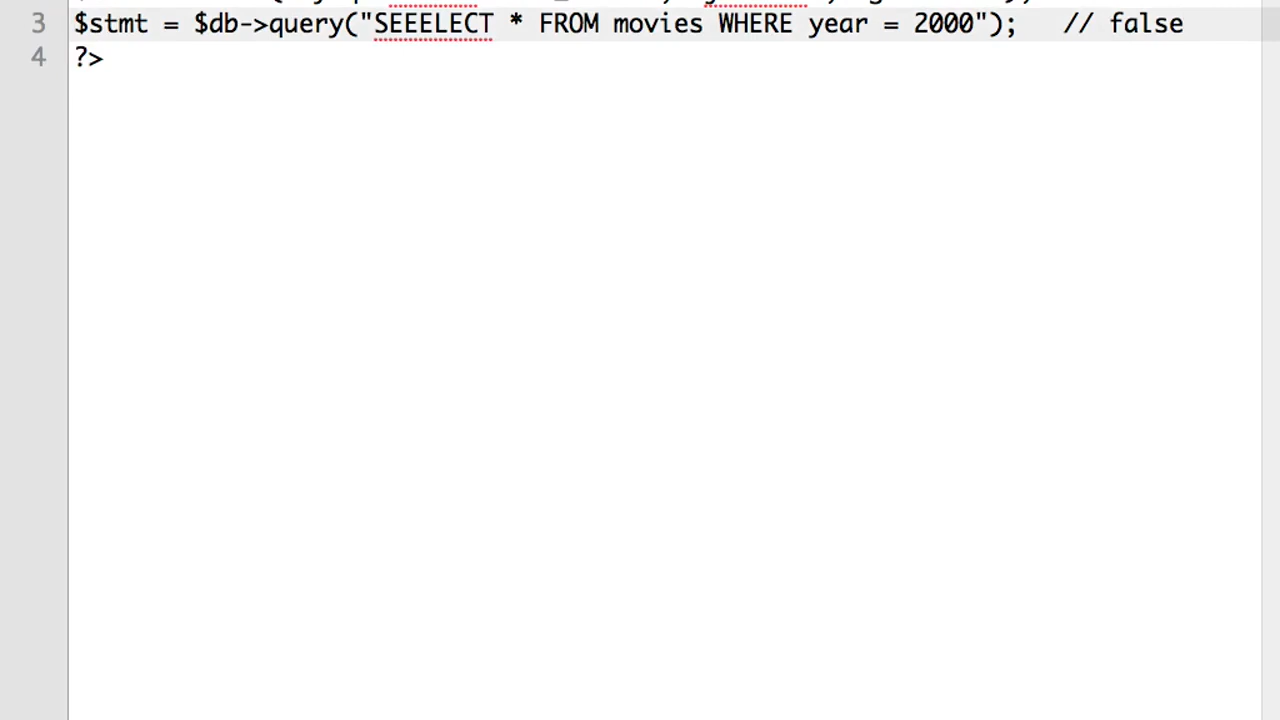 3 $stmt = $db->query("SEEELECT * FROM movies WHERE year = 2000");   // false
4 ?>